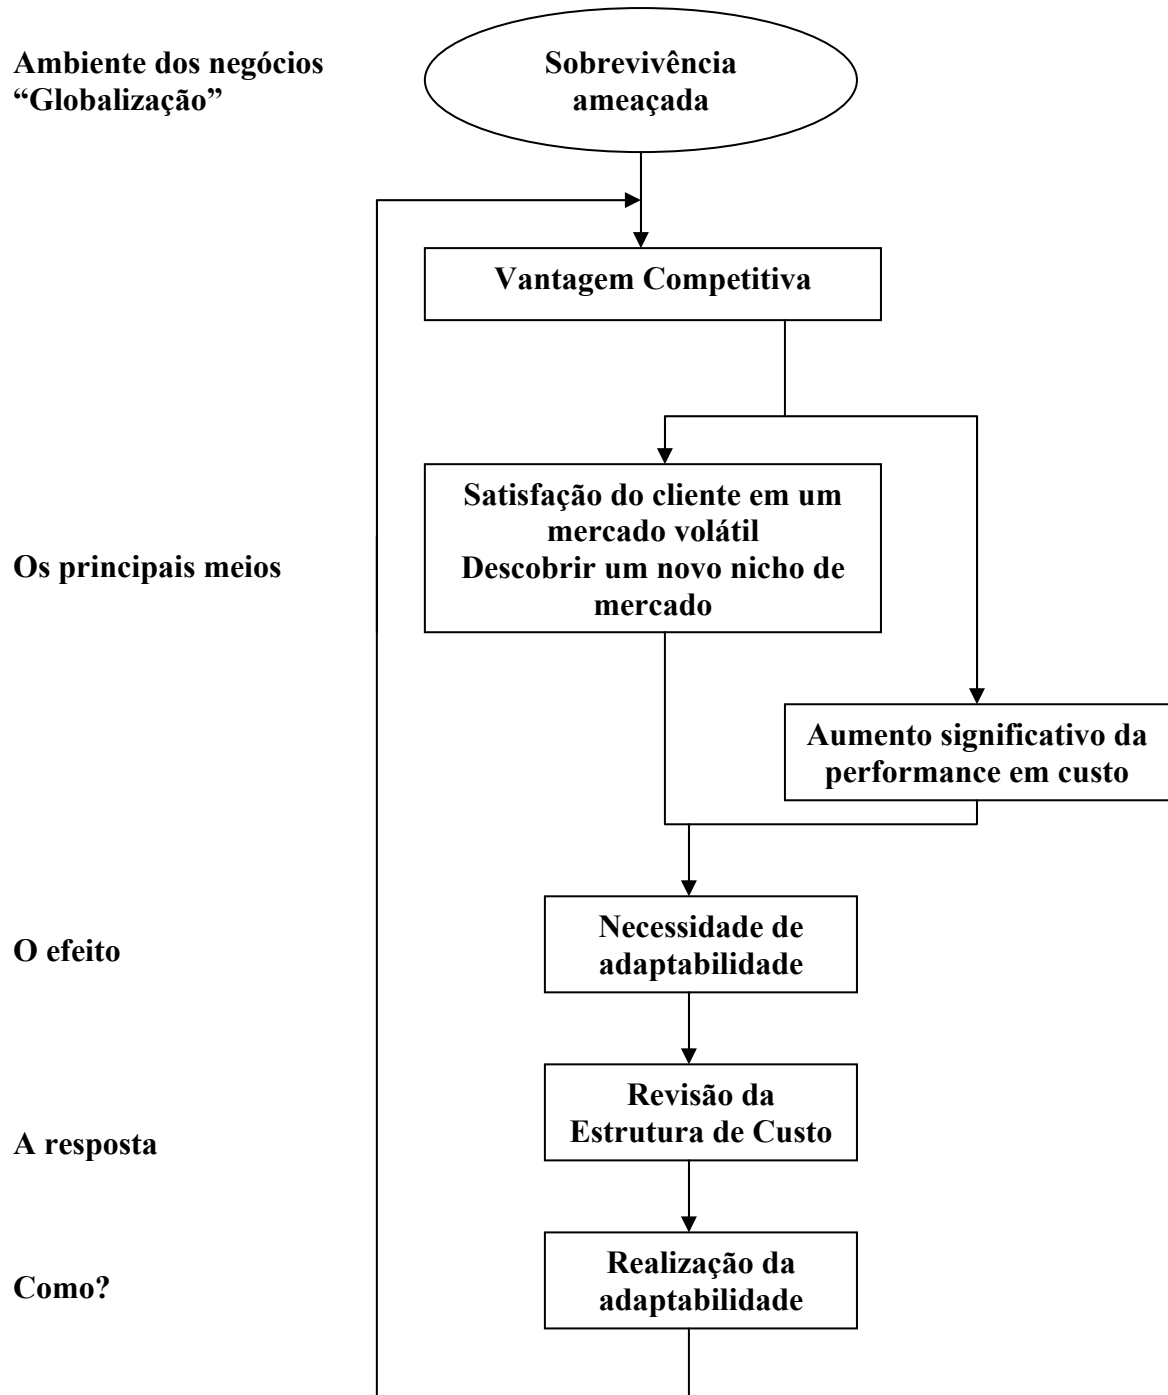 Ambiente dos negócios
“Globalização”
Sobrevivência
ameaçada
Vantagem Competitiva
Os principais meios
Satisfação do cliente em um
mercado volátil
Descobrir um novo nicho de
mercado
Aumento significativo da
performance em custo
O efeito
Necessidade de
adaptabilidade
A resposta
Revisão da
Estrutura de Custo
Como?
Realização da
adaptabilidade